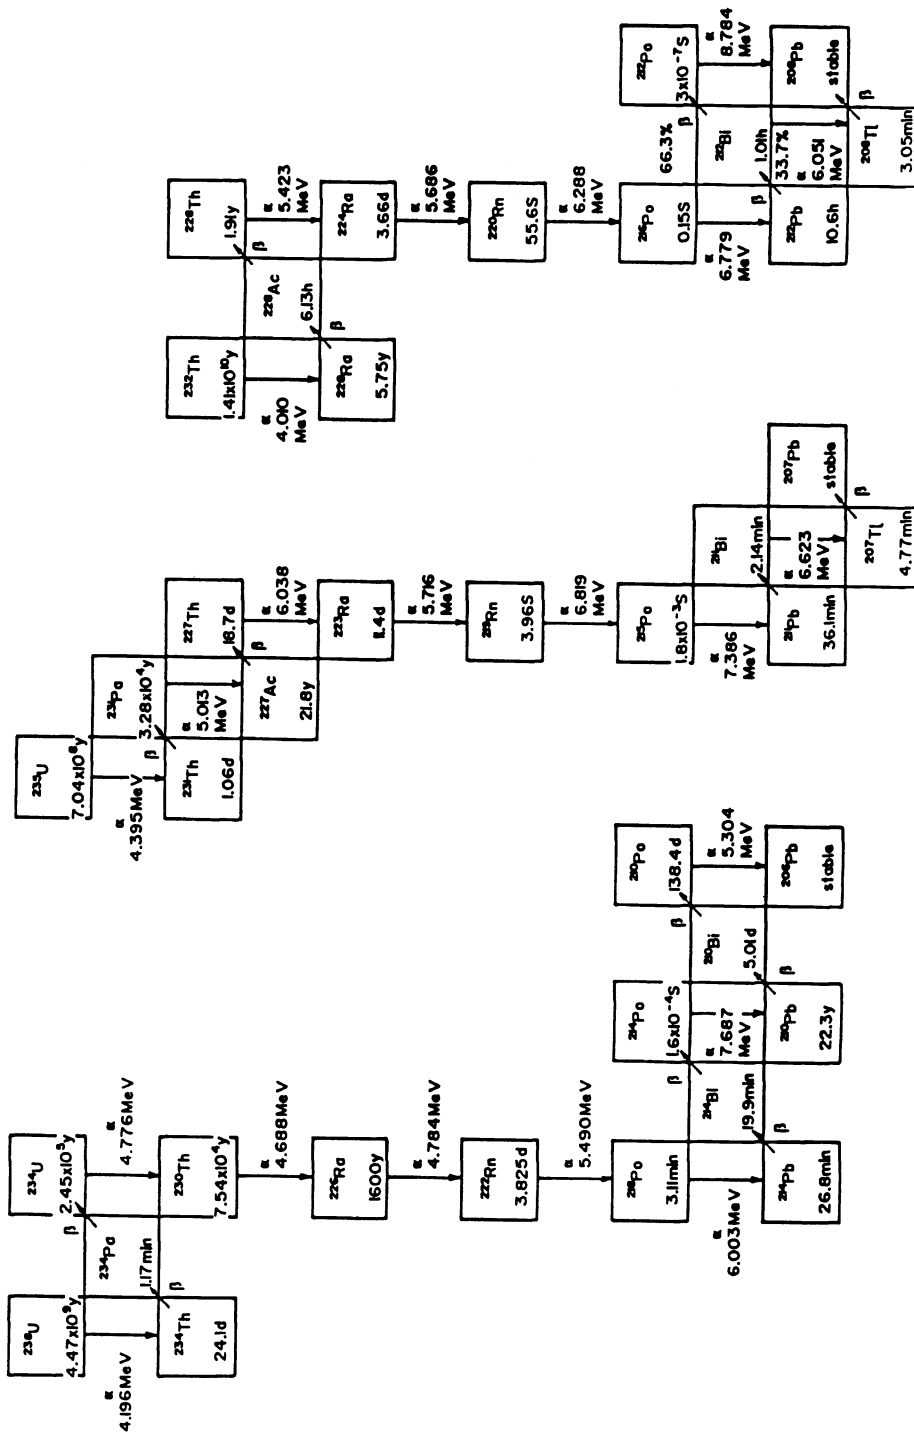 ²³⁸U
4.47x10⁹y
α
4.196MeV
²³⁴Th
24.1d
²³⁴Pa
1.17min
β
β
²³⁴U
2.45x10⁵y
α
4.776MeV
²³⁰Th
7.54x10⁴y
α
4.688MeV
²²⁶Ra
1600y
α
4.784MeV
²²²Rn
3.825d
α
5.490MeV
²¹⁸Po
3.11min
α
6.003MeV
²¹⁴Pb
26.8min
β
²¹⁴Bi
19.9min
β
²¹⁴Po
1.6x10⁻⁴S
α
7.687
MeV
²¹⁰Pb
22.3y
β
²¹⁰Bi
5.01d
β
²¹⁰Po
138.4d
α
5.304
MeV
²⁰⁶Pb
stable
²³⁵U
7.04x10⁸y
α
4.395MeV
²³¹Th
1.06d
β
²³¹Pa
3.28x10⁴y
α
5.013
MeV
²²⁷Ac
21.8y
β
²²⁷Th
18.7d
α
6.038
MeV
²²³Ra
11.4d
α
5.716
MeV
²¹⁹Rn
3.96S
α
6.819
MeV
²¹⁵Po
1.8x10⁻³S
α
7.386
MeV
²¹¹Pb
36.1min
β
²¹¹Bi
2.14min
α
6.623
MeV
²⁰⁷Tl
4.77min
β
²⁰⁷Pb
stable
²³²Th
1.41x10¹⁰y
α
4.010
MeV
²²⁸Ra
5.75y
β
²²⁸Ac
6.13h
β
²²⁸Th
1.91y
α
5.423
MeV
²²⁴Ra
3.66d
α
5.686
MeV
²²⁰Rn
55.6S
α
6.288
MeV
²¹⁶Po
0.15S
α
6.779
MeV
²¹²Pb
10.6h
β
²¹²Bi
1.01h
66.3%
β
33.7%
α
6.051
MeV
²¹²Po
3x10⁻⁷S
α
8.784
MeV
²⁰⁸Pb
stable
β
²⁰⁸Tl
3.05min